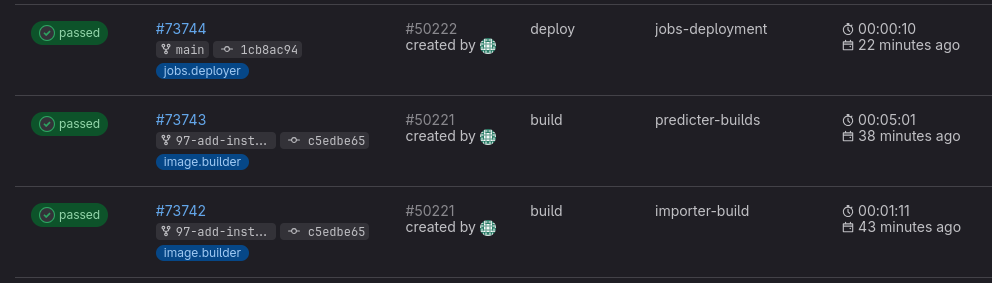 passed #73744 #50222 deploy jobs-deployment 00:00:10
main 1cb8ac94 created by 22 minutes ago
jobs.deployer
passed #73743 #50221 build predicter-builds 00:05:01
97-add-inst... c5edbe65 created by 38 minutes ago
image.builder
passed #73742 #50221 build importer-build 00:01:11
97-add-inst... c5edbe65 created by 43 minutes ago
image.builder